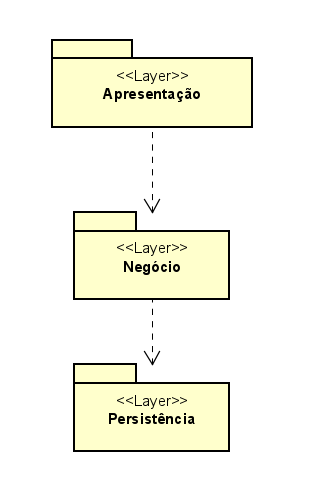 <<Layer>>
Apresentação
<<Layer>>
Negócio
<<Layer>>
Persistência